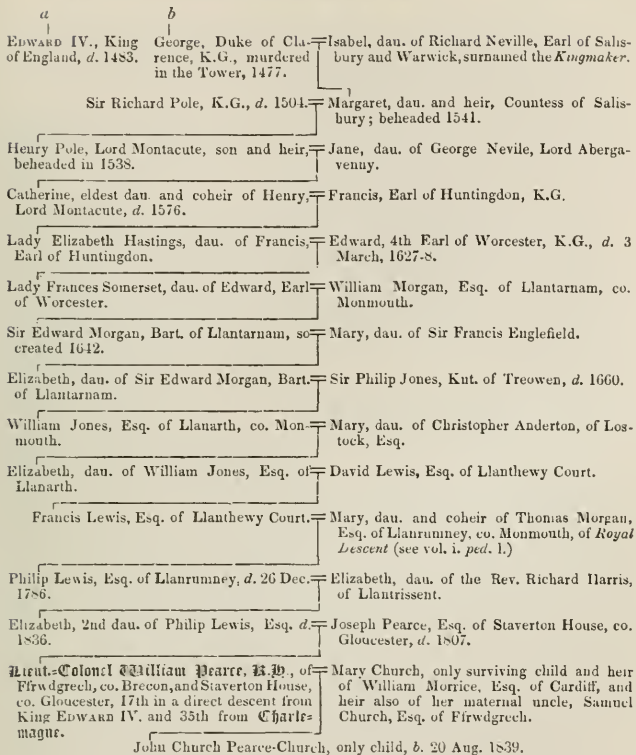 a b
EDWARD IV., King George, Duke of Cla- Isabel, dau. of Richard Neville, Earl of Salis-
of England, d. 1483. rence, K.G., murdered bury and Warwick, surnamed the Kingmaker.
in the Tower, 1477.
Sir Richard Pole, K.G., d. 1504. Margaret, dau. and heir, Countess of Salis-
bury; beheaded 1541.
Henry Pole, Lord Montacute, son and heir, Jane, dau. of George Nevile, Lord Aberga-
beheaded in 1538. venny.
Catherine, eldest dau. and coheir of Henry, Francis, Earl of Huntingdon, K.G.
Lord Montacute, d. 1576.
Lady Elizabeth Hastings, dau. of Francis, Edward, 4th Earl of Worcester, K.G., d. 3
Earl of Huntingdon. March, 1627-8.
Lady Frances Somerset, dau. of Edward, Earl William Morgan, Esq. of Llantarnam, co.
of Worcester. Monmouth.
Sir Edward Morgan, Bart. of Llantarnam, so Mary, dau. of Sir Francis Englefield.
created 1642.
Elizabeth, dau. of Sir Edward Morgan, Bart. Sir Philip Jones, Knt. of Treowen, d. 1660.
of Llantarnam.
William Jones, Esq. of Llanarth, co. Mon- Mary, dau. of Christopher Anderton, of Los-
mouth. tock, Esq.
Elizabeth, dau. of William Jones, Esq. of David Lewis, Esq. of Llanthewy Court.
Llanarth.
Francis Lewis, Esq. of Llanthewy Court. Mary, dau. and coheir of Thomas Morgan,
Esq. of Llanrumney, co. Monmouth, of Royal
Descent (see vol. i. ped. l.)
Philip Lewis, Esq. of Llanrumney, d. 26 Dec. Elizabeth, dau. of the Rev. Richard Harris,
1786. of Llantrissent.
Elizabeth, 2nd dau. of Philip Lewis, Esq. d. Joseph Pearce, Esq. of Staverton House, co.
1836. Gloucester, d. 1807.
Lieut.=Colonel William Pearce, K.H., of Mary Church, only surviving child and heir
Ffrwdgrech, co. Brecon, and Staverton House, of William Morrice, Esq. of Cardiff, and
co. Gloucester, 17th in a direct descent from heir also of her maternal uncle, Samuel
King EDWARD IV. and 35th from Charle= Church, Esq. of Ffrwdgrech.
magne.
John Church Pearce-Church, only child, b. 20 Aug. 1839.